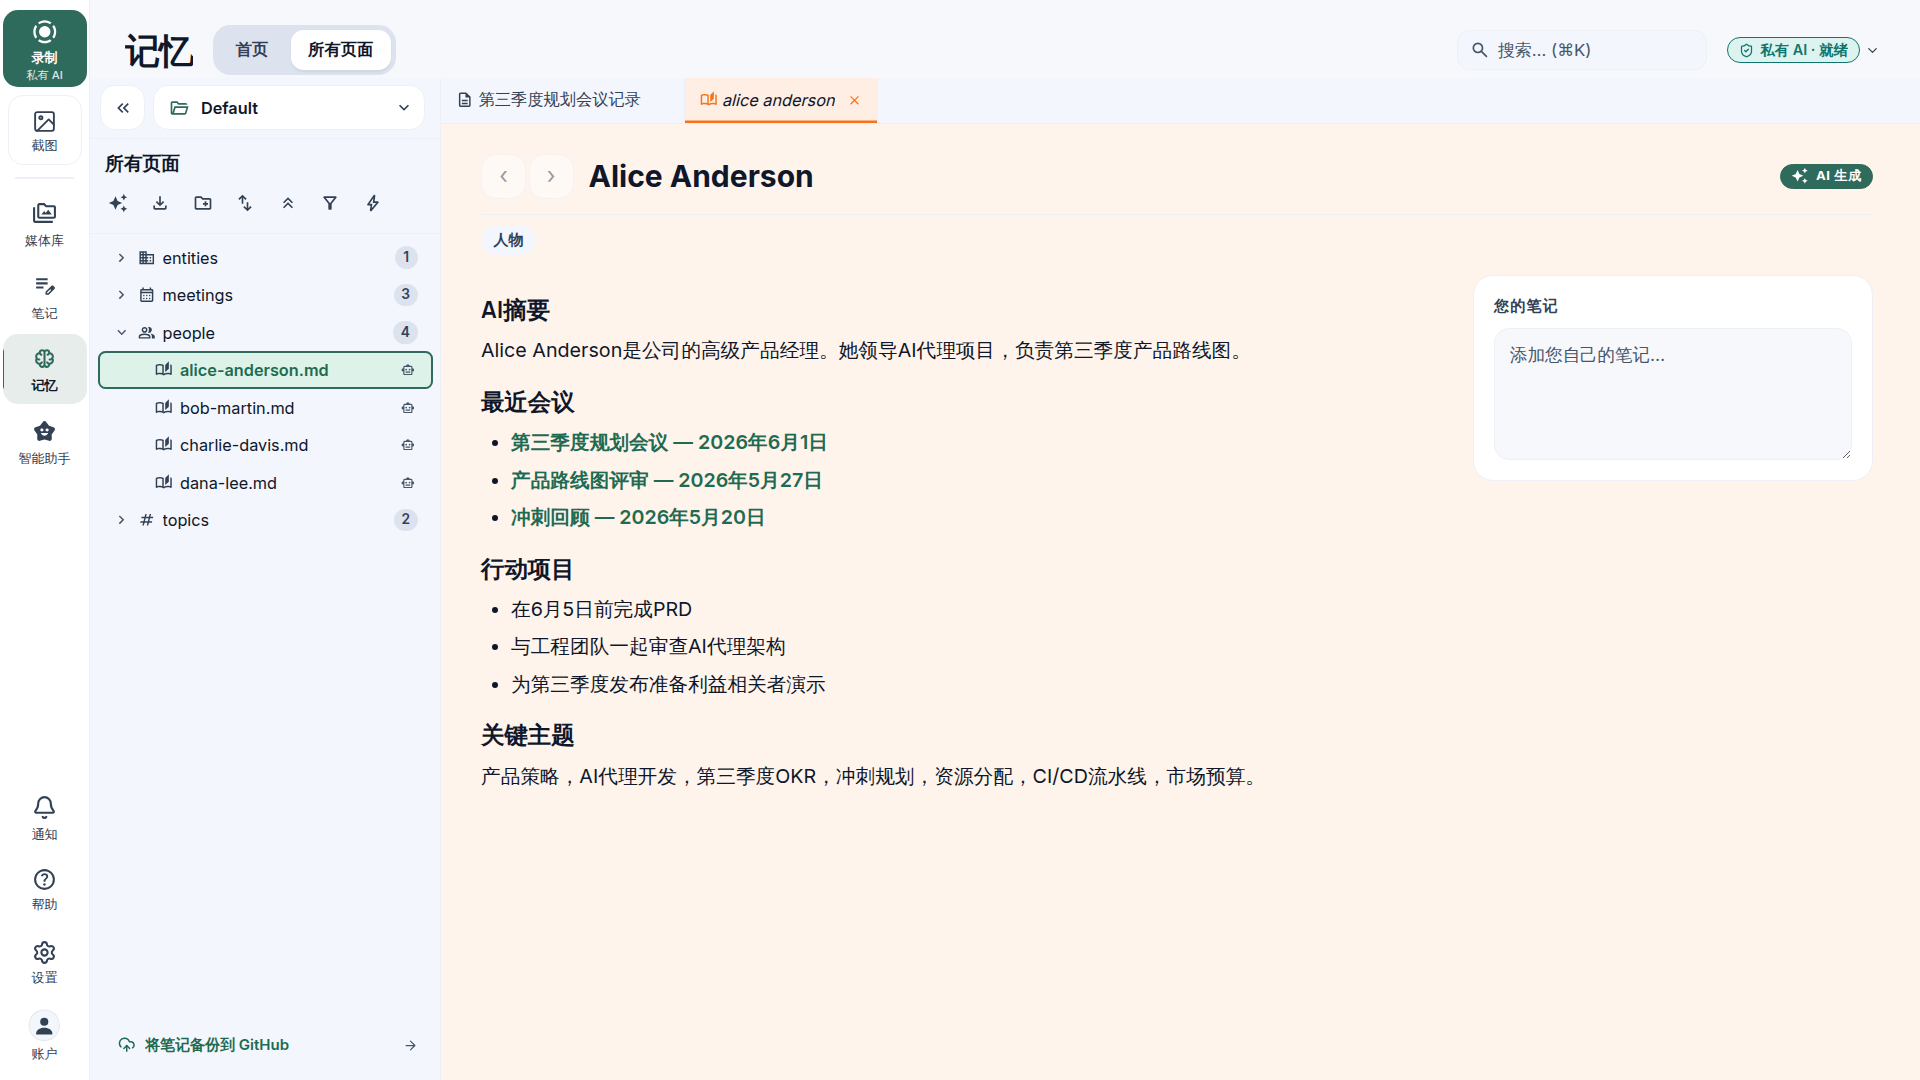 录制
私有 AI
截图
媒体库
笔记
记忆
智能助手
通知
帮助
设置
账户
记忆
首页
所有页面
搜索... (⌘K)
私有 AI · 就绪
Default
所有页面
entities 1
meetings 3
people 4
alice-anderson.md
bob-martin.md
charlie-davis.md
dana-lee.md
topics 2
将笔记备份到 GitHub
第三季度规划会议记录
alice anderson
Alice Anderson
AI 生成
人物
AI摘要
Alice Anderson是公司的高级产品经理。她领导AI代理项目，负责第三季度产品路线图。
最近会议
第三季度规划会议 — 2026年6月1日
产品路线图评审 — 2026年5月27日
冲刺回顾 — 2026年5月20日
行动项目
在6月5日前完成PRD
与工程团队一起审查AI代理架构
为第三季度发布准备利益相关者演示
关键主题
产品策略，AI代理开发，第三季度OKR，冲刺规划，资源分配，CI/CD流水线，市场预算。
您的笔记
添加您自己的笔记...